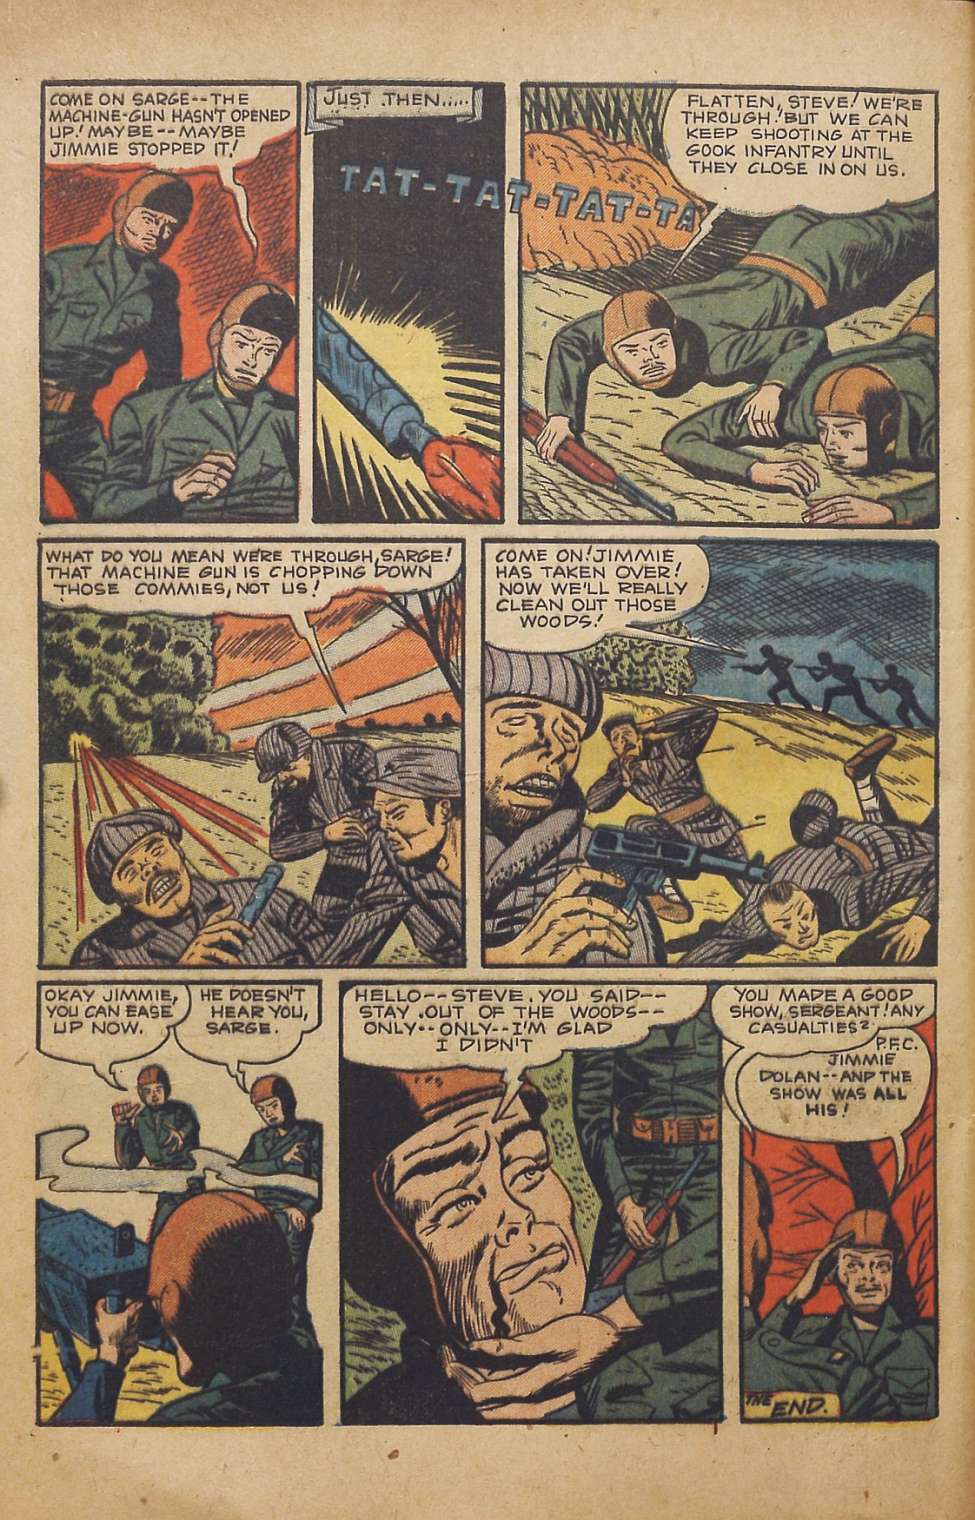 COME ON SARGE--THE
MACHINE-GUN HASN'T OPENED
UP! MAYBE -- MAYBE
JIMMIE STOPPED IT!
JUST THEN.....
TAT-TAT-TAT-TA
FLATTEN, STEVE! WE'RE
THROUGH! BUT WE CAN
KEEP SHOOTING AT THE
GOOK INFANTRY UNTIL
THEY CLOSE IN ON US.
WHAT DO YOU MEAN WE'RE THROUGH, SARGE!
THAT MACHINE GUN IS CHOPPING DOWN
THOSE COMMIES, NOT US!
COME ON! JIMMIE
HAS TAKEN OVER!
NOW WE'LL REALLY
CLEAN OUT THOSE
WOODS!
OKAY JIMMIE,
YOU CAN EASE
UP NOW.
HE DOESN'T
HEAR YOU,
SARGE.
HELLO--STEVE. YOU SAID--
STAY OUT OF THE WOODS--
ONLY--ONLY--I'M GLAD
I DIDN'T
YOU MADE A GOOD
SHOW, SERGEANT! ANY
CASUALTIES?
P.F.C.
JIMMIE
DOLAN--AND THE
SHOW WAS ALL
HIS!
THE END.